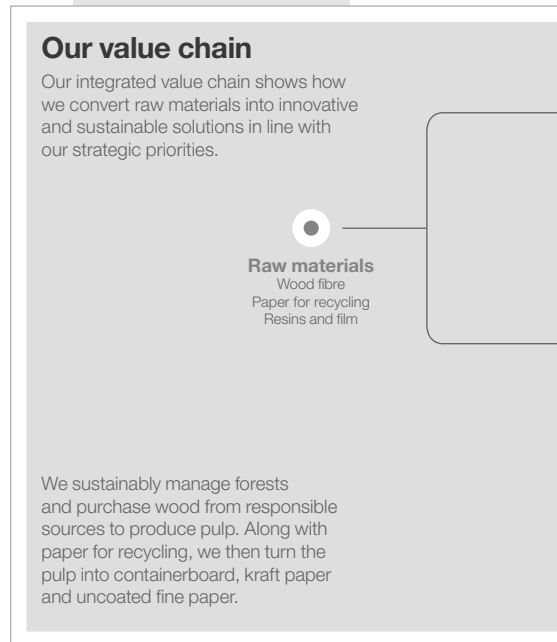 Our value chain
Our integrated value chain shows how
we convert raw materials into innovative
and sustainable solutions in line with
our strategic priorities.
Raw materials
Wood fibre
Paper for recycling
Resins and film
We sustainably manage forests
and purchase wood from responsible
sources to produce pulp. Along with
paper for recycling, we then turn the
pulp into containerboard, kraft paper
and uncoated fine paper.